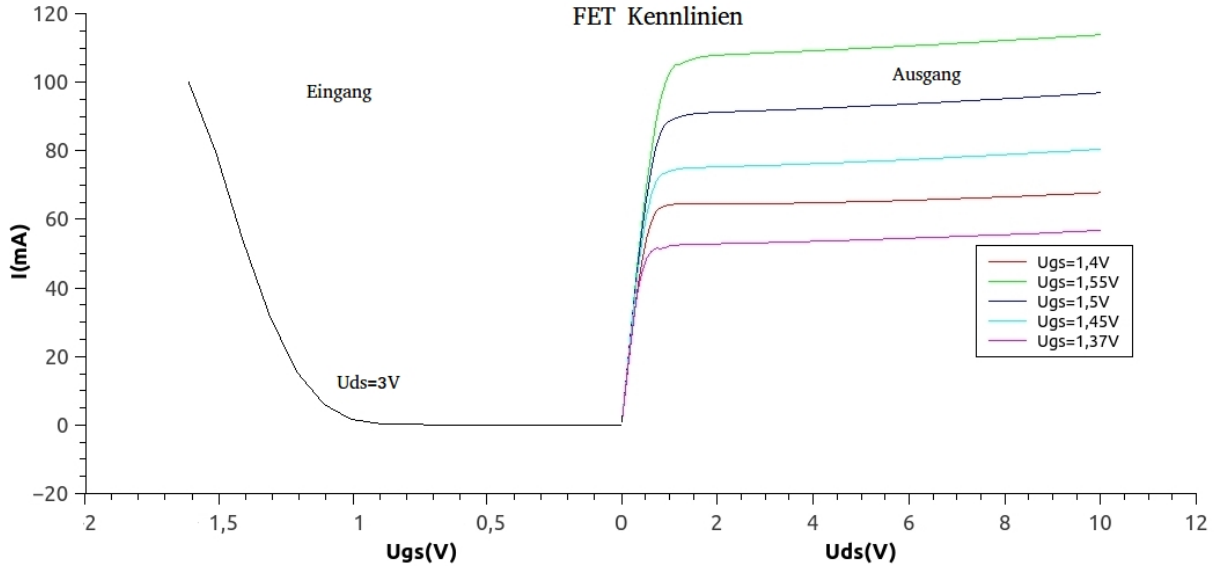 FET Kennlinien
120
100
80
60
40
20
0
−20
I(mA)
Eingang
Ausgang
Uds=3V
Ugs=1,4V
Ugs=1,55V
Ugs=1,5V
Ugs=1,45V
Ugs=1,37V
-2 1,5 1 0,5 0 2 4 6 8 10 12
Ugs(V) Uds(V)